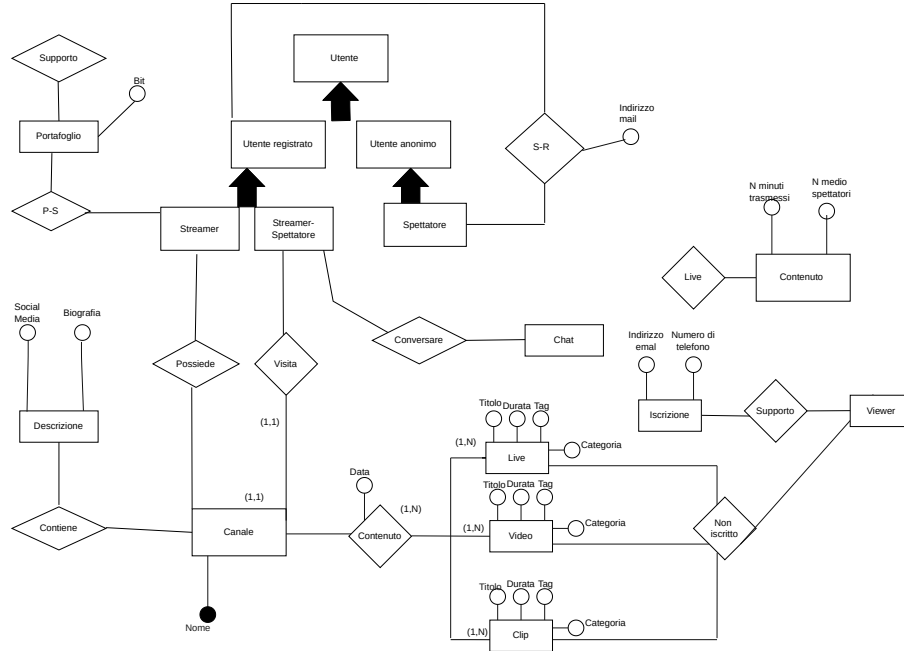 Utente
Supporto
Bit
Indirizzo
mail
Portafoglio
Utente registrato
Utente anonimo
S-R
N minuti
trasmessi
N medio
spettatori
P-S
Streamer
Streamer-
Spettatore
Spettatore
Live
Contenuto
Social
Media
Biografia
Conversare
Chat
Indirizzo
emal
Numero di
telefono
Possiede
Visita
Descrizione
(1,1)
Iscrizione
Supporto
Viewer
Titolo
Durata
Tag
(1,N)
Categoria
Live
Data
(1,1)
(1,N)
Titolo
Durata
Tag
Contiene
Canale
Contenuto
(1,N)
Video
Categoria
Non
iscritto
Titolo
Durata
Tag
Nome
(1,N)
Clip
Categoria